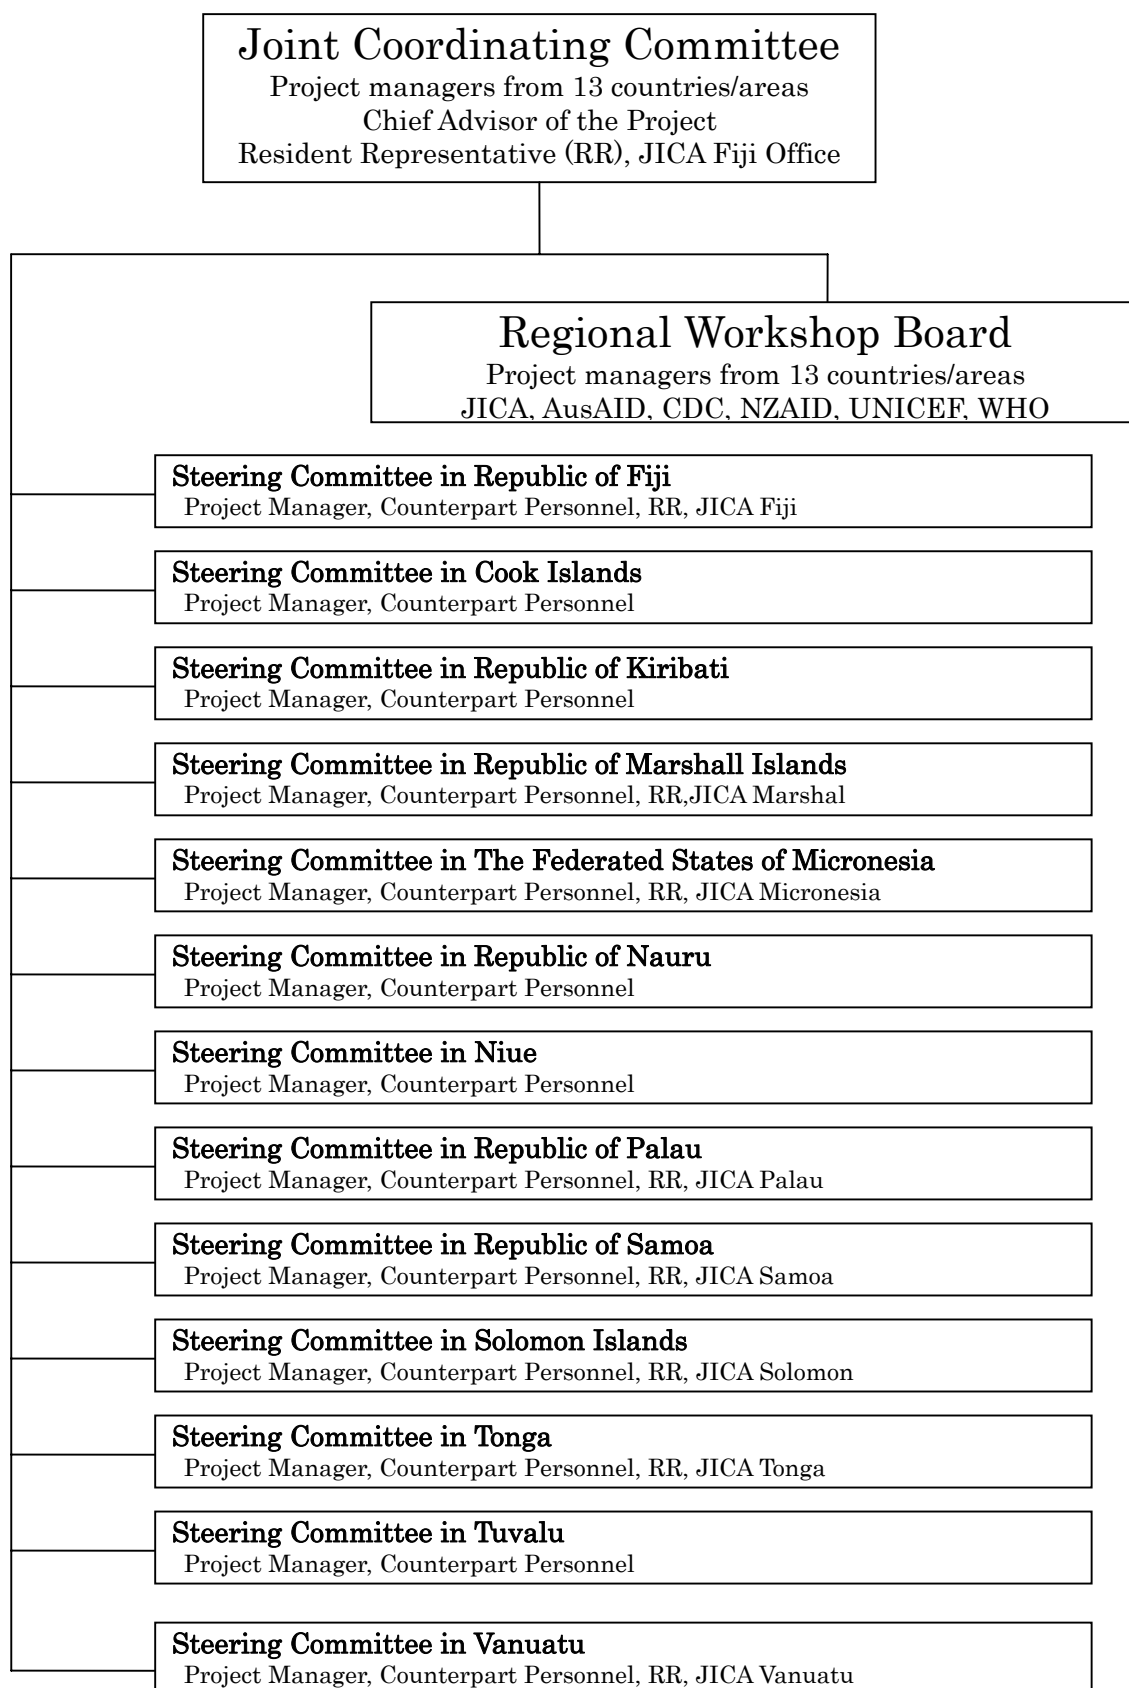 Joint Coordinating Committee
Project managers from 13 countries/areas
Chief Advisor of the Project
Resident Representative (RR), JICA Fiji Office
Regional Workshop Board
Project managers from 13 countries/areas
JICA, AusAID, CDC, NZAID, UNICEF, WHO
Steering Committee in Republic of Fiji
Project Manager, Counterpart Personnel, RR, JICA Fiji
Steering Committee in Cook Islands
Project Manager, Counterpart Personnel
Steering Committee in Republic of Kiribati
Project Manager, Counterpart Personnel
Steering Committee in Republic of Marshall Islands
Project Manager, Counterpart Personnel, RR,JICA Marshal
Steering Committee in The Federated States of Micronesia
Project Manager, Counterpart Personnel, RR, JICA Micronesia
Steering Committee in Republic of Nauru
Project Manager, Counterpart Personnel
Steering Committee in Niue
Project Manager, Counterpart Personnel
Steering Committee in Republic of Palau
Project Manager, Counterpart Personnel, RR, JICA Palau
Steering Committee in Republic of Samoa
Project Manager, Counterpart Personnel, RR, JICA Samoa
Steering Committee in Solomon Islands
Project Manager, Counterpart Personnel, RR, JICA Solomon
Steering Committee in Tonga
Project Manager, Counterpart Personnel, RR, JICA Tonga
Steering Committee in Tuvalu
Project Manager, Counterpart Personnel
Steering Committee in Vanuatu
Project Manager, Counterpart Personnel, RR, JICA Vanuatu